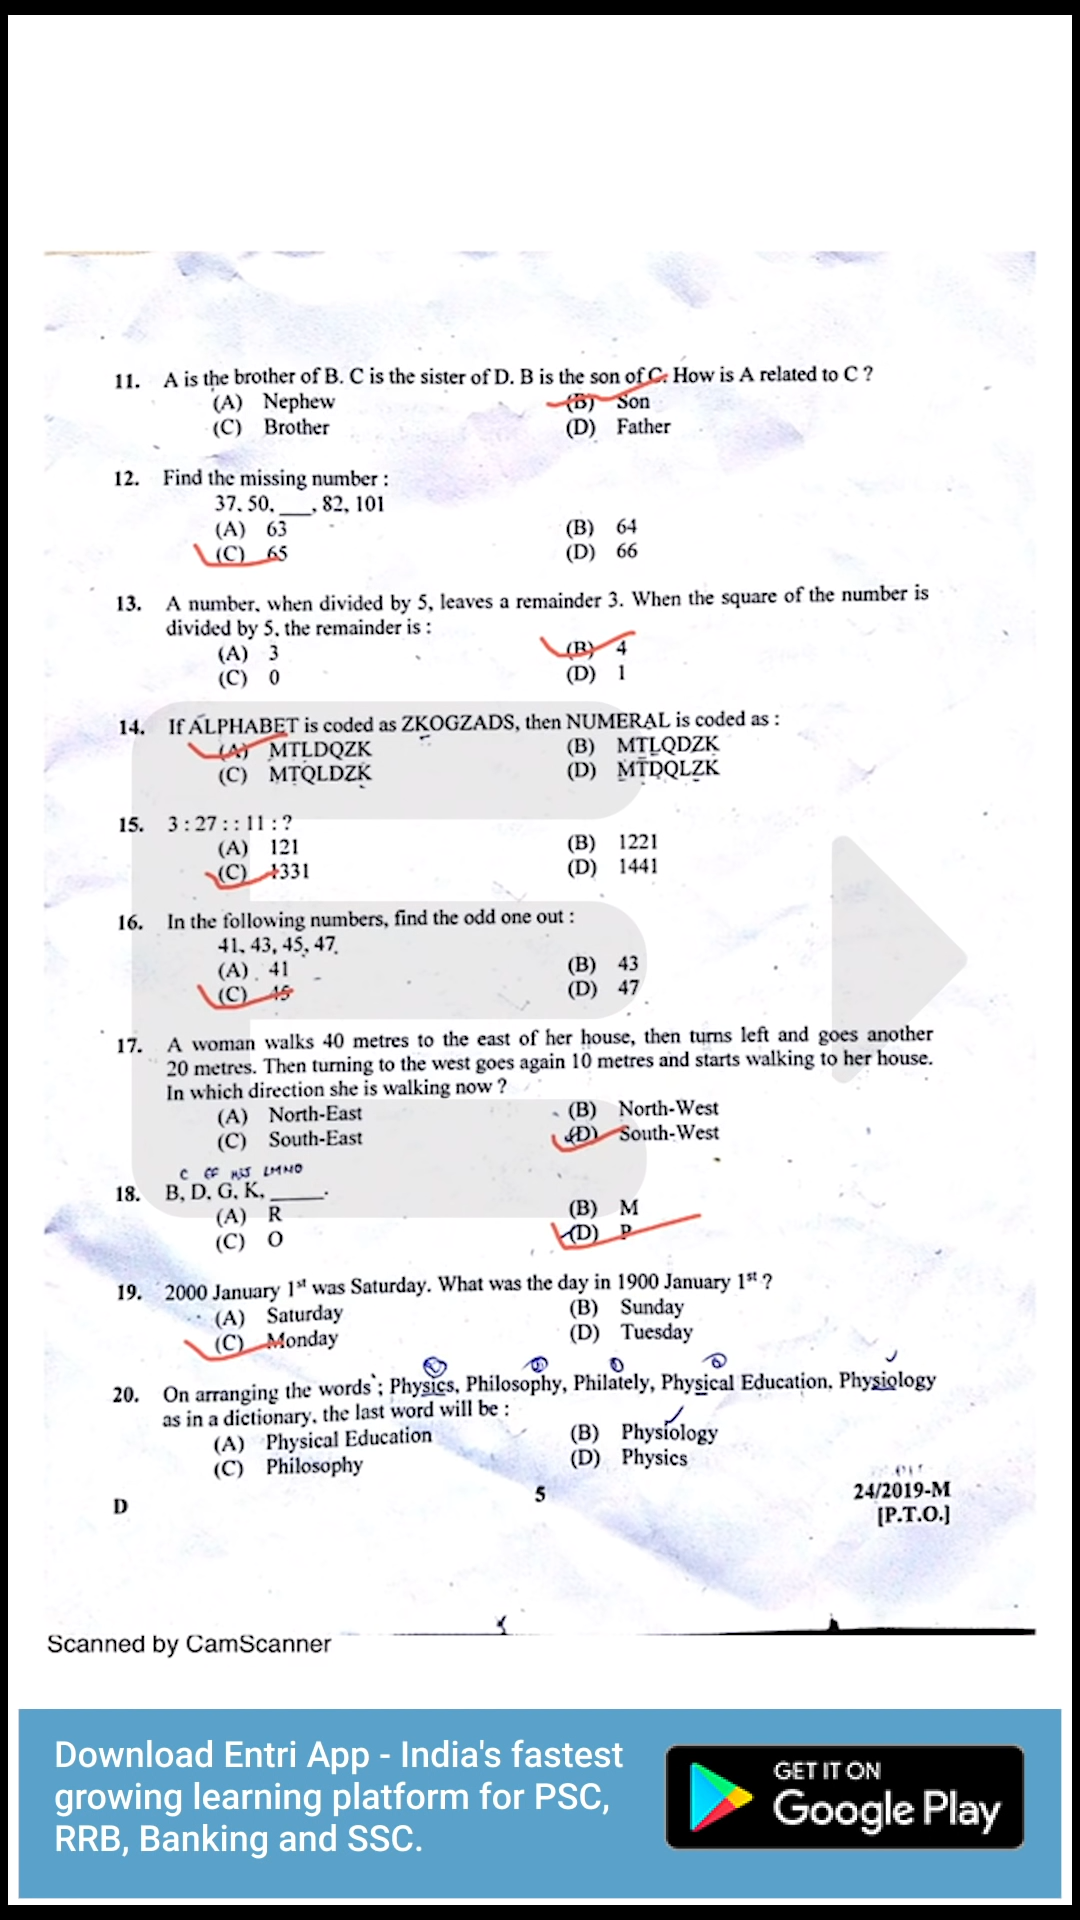 11. A is the brother of B. C is the sister of D. B is the son of C. How is A related to C ?
(A) Nephew (B) Son
(C) Brother (D) Father
12. Find the missing number :
37, 50, ___, 82, 101
(A) 63 (B) 64
(C) 65 (D) 66
13. A number, when divided by 5, leaves a remainder 3. When the square of the number is
divided by 5, the remainder is :
(A) 3 (B) 4
(C) 0 (D) 1
14. If ALPHABET is coded as ZKOGZADS, then NUMERAL is coded as :
(A) MTLDQZK (B) MTLQDZK
(C) MTQLDZK (D) MTDQLZK
15. 3 : 27 : : 11 : ?
(A) 121 (B) 1221
(C) 1331 (D) 1441
16. In the following numbers, find the odd one out :
41, 43, 45, 47.
(A) 41 (B) 43
(C) 45 (D) 47
17. A woman walks 40 metres to the east of her house, then turns left and goes another
20 metres. Then turning to the west goes again 10 metres and starts walking to her house.
In which direction she is walking now ?
(A) North-East (B) North-West
(C) South-East (D) South-West
C EF HIJ LMNO
18. B, D, G, K, _____.
(A) R (B) M
(C) O (D) P
19. 2000 January 1st was Saturday. What was the day in 1900 January 1st ?
(A) Saturday (B) Sunday
(C) Monday (D) Tuesday
20. On arranging the words : Physics, Philosophy, Philately, Physical Education, Physiology
as in a dictionary, the last word will be :
(A) Physical Education (B) Physiology
(C) Philosophy (D) Physics
D 5 24/2019-M
[P.T.O.]
Scanned by CamScanner
Download Entri App - India's fastest
growing learning platform for PSC,
RRB, Banking and SSC.
GET IT ON
Google Play